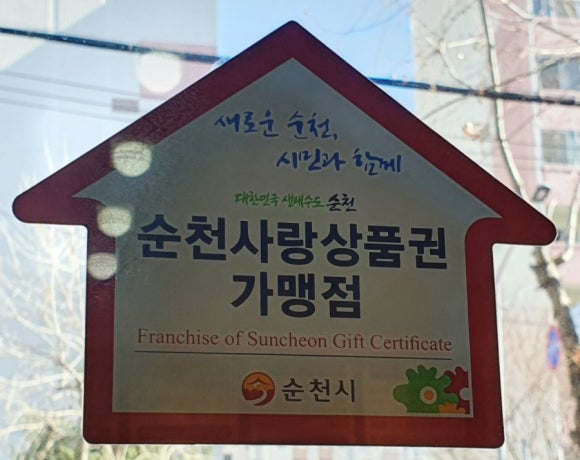 새로운 순천,
시민과 함께
대한민국 생태수도 순천
순천사랑상품권
가맹점
Franchise of Suncheon Gift Certificate
순천시